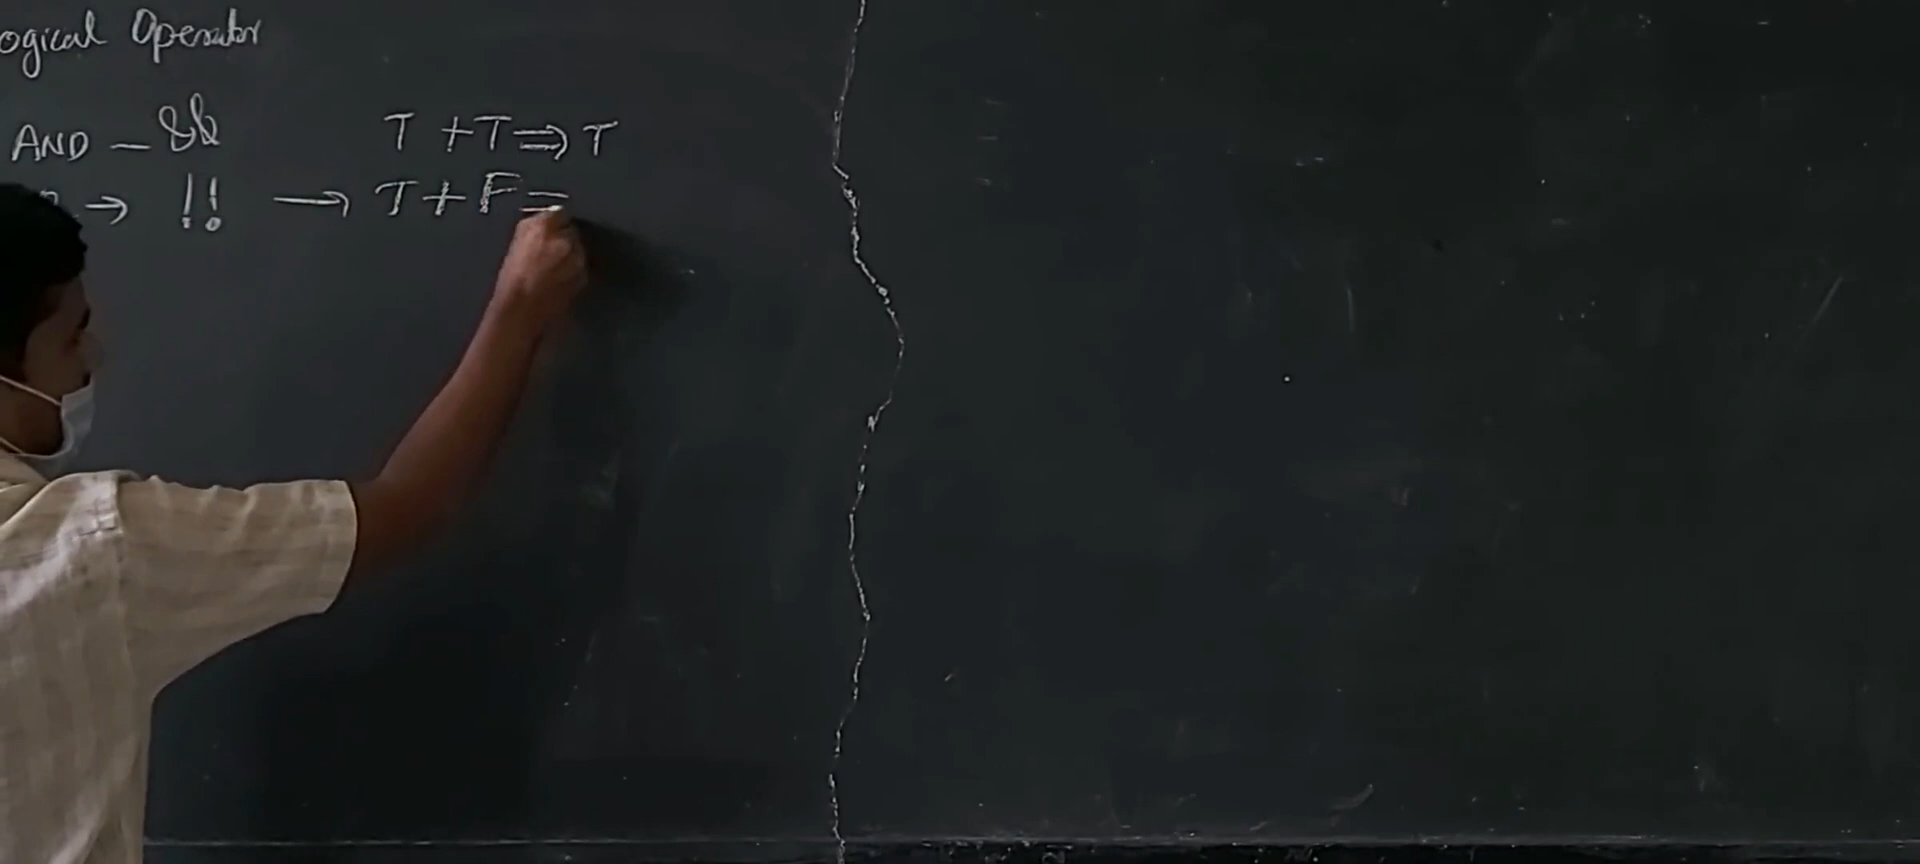 ogical Operator
AND - &&
→ !! → T + F =
T + T ⇒ T